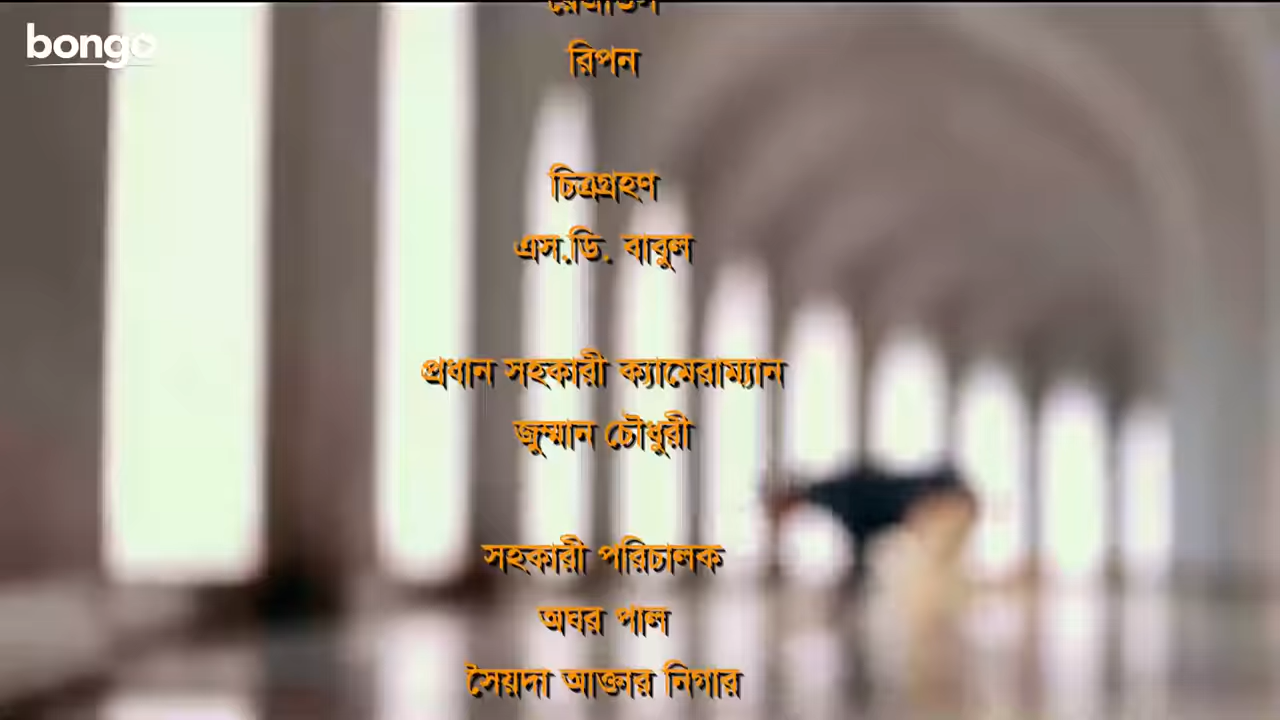 bongo
রিপন
চিত্রগ্রহণ
এস.ডি. বাবুল
প্রধান সহকারী ক্যামেরাম্যান
জুম্মান চৌধুরী
সহকারী পরিচালক
অঘর পাল
সৈয়দা আক্তার নিগার